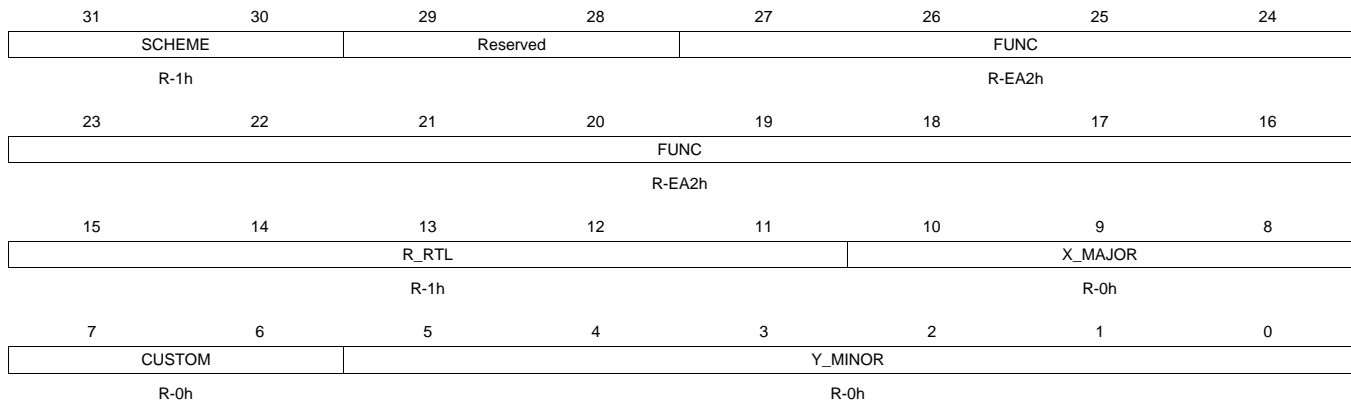 31 30 29 28 27 26 25 24
SCHEME Reserved FUNC
R-1h R-EA2h
23 22 21 20 19 18 17 16
FUNC
R-EA2h
15 14 13 12 11 10 9 8
R_RTL X_MAJOR
R-1h R-0h
7 6 5 4 3 2 1 0
CUSTOM Y_MINOR
R-0h R-0h